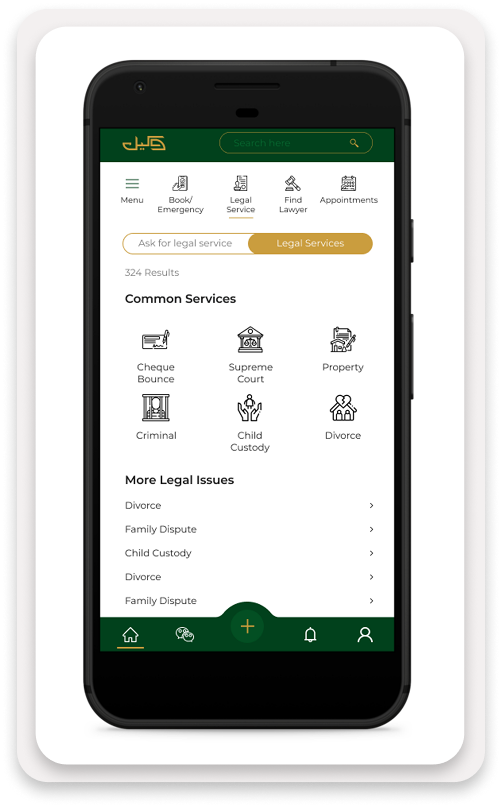 وكيل
Search here
Menu
Book/
Emergency
Legal
Service
Find
Lawyer
Appointments
Ask for legal service
Legal Services
324 Results
Common Services
Cheque
Bounce
Supreme
Court
Property
Criminal
Child
Custody
Divorce
More Legal Issues
Divorce
Family Dispute
Child Custody
Divorce
Family Dispute